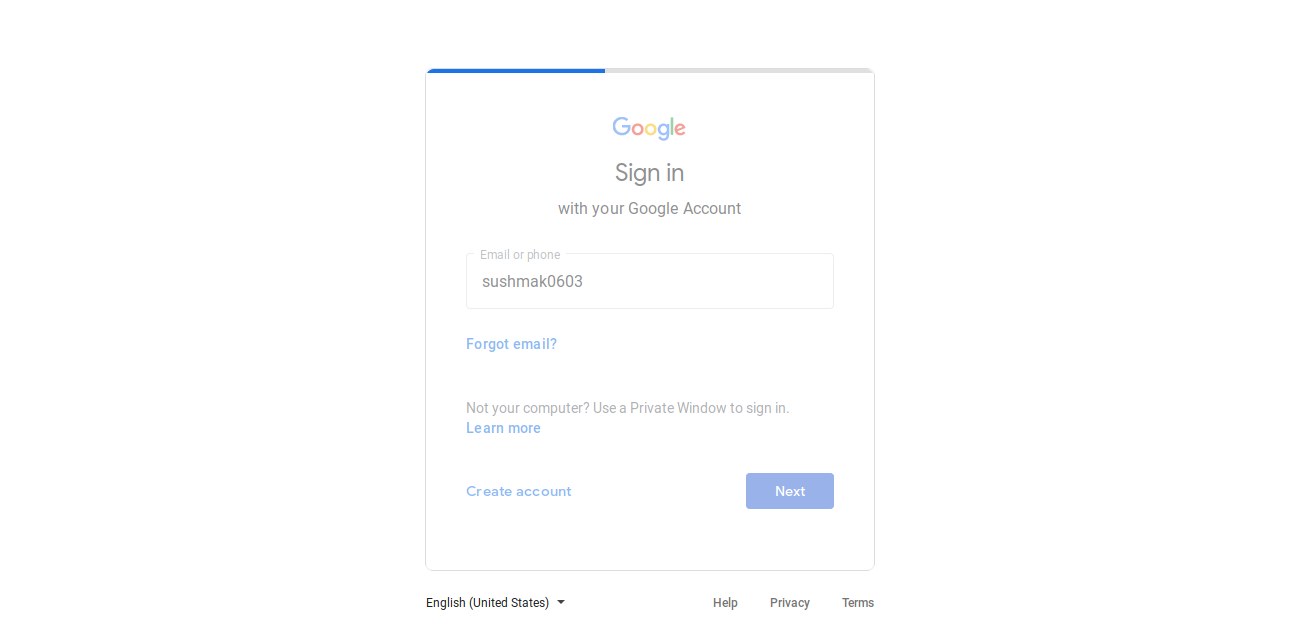 Google
Sign in
with your Google Account
Email or phone
sushmak0603
Forgot email?
Not your computer? Use a Private Window to sign in.
Learn more
Create account
Next
English (United States)
Help
Privacy
Terms